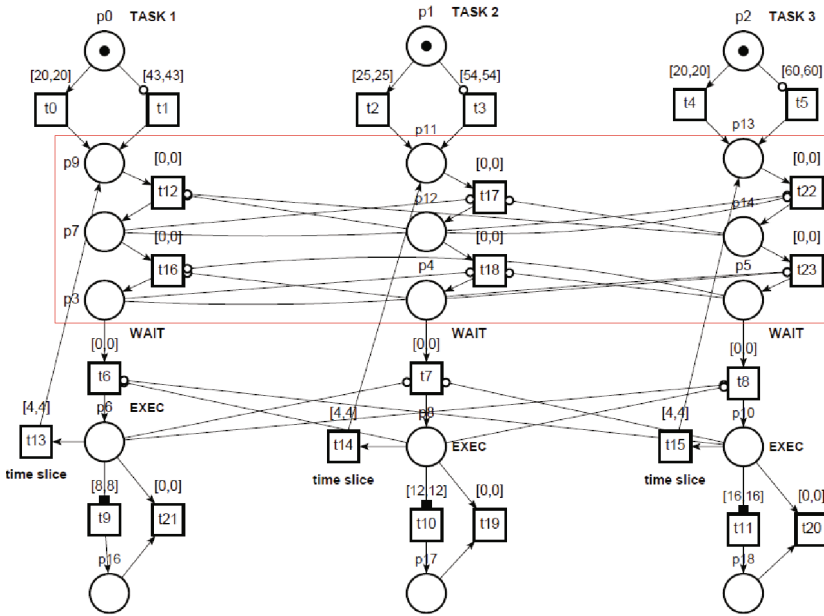 p0 TASK 1 p1 TASK 2 p2 TASK 3
[20,20] [43,43] [25,25] [54,54] [20,20] [60,60]
t0 t1 t2 t3 t4 t5
p11 p13
p9 [0,0] [0,0] [0,0]
t12 t17 t22
p12 p14
p7 [0,0] [0,0] [0,0]
t16 t18 t23
p4 p5
p3
WAIT WAIT WAIT
[0,0] [0,0] [0,0]
t6 t7 t8
[4,4] p6 EXEC [4,4] p8 [4,4] p10
t13 t14 EXEC t15 EXEC
time slice time slice time slice
[8,8] [0,0] [12,12] [0,0] [16,16] [0,0]
t9 t21 t10 t19 t11 t20
p16 p17 p18